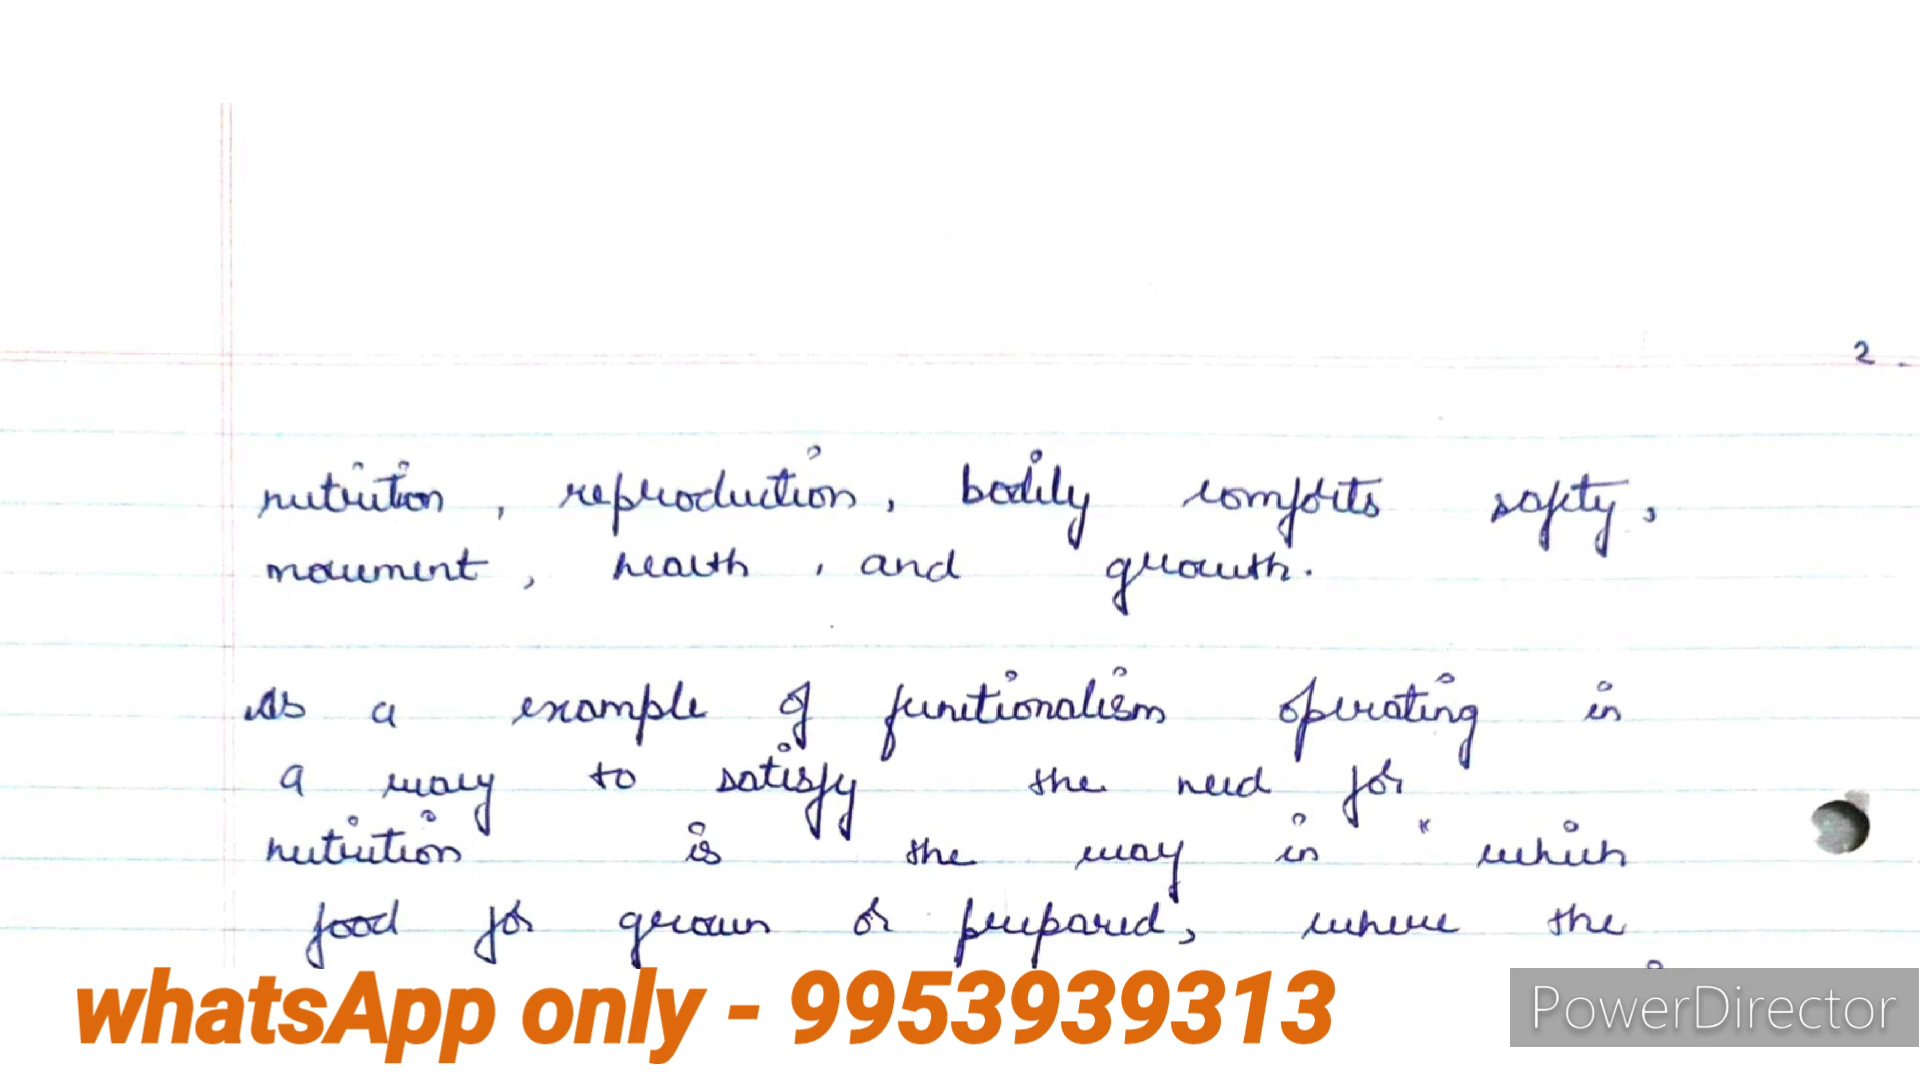 2.
nutrition, reproduction, bodily comforts safety,
movement, health, and growth.
As a example of functionalism operating in
a way to satisfy the need for
nutrition is the way in which
food for grown or prepared, where the
whatsApp only - 9953939313
PowerDirector